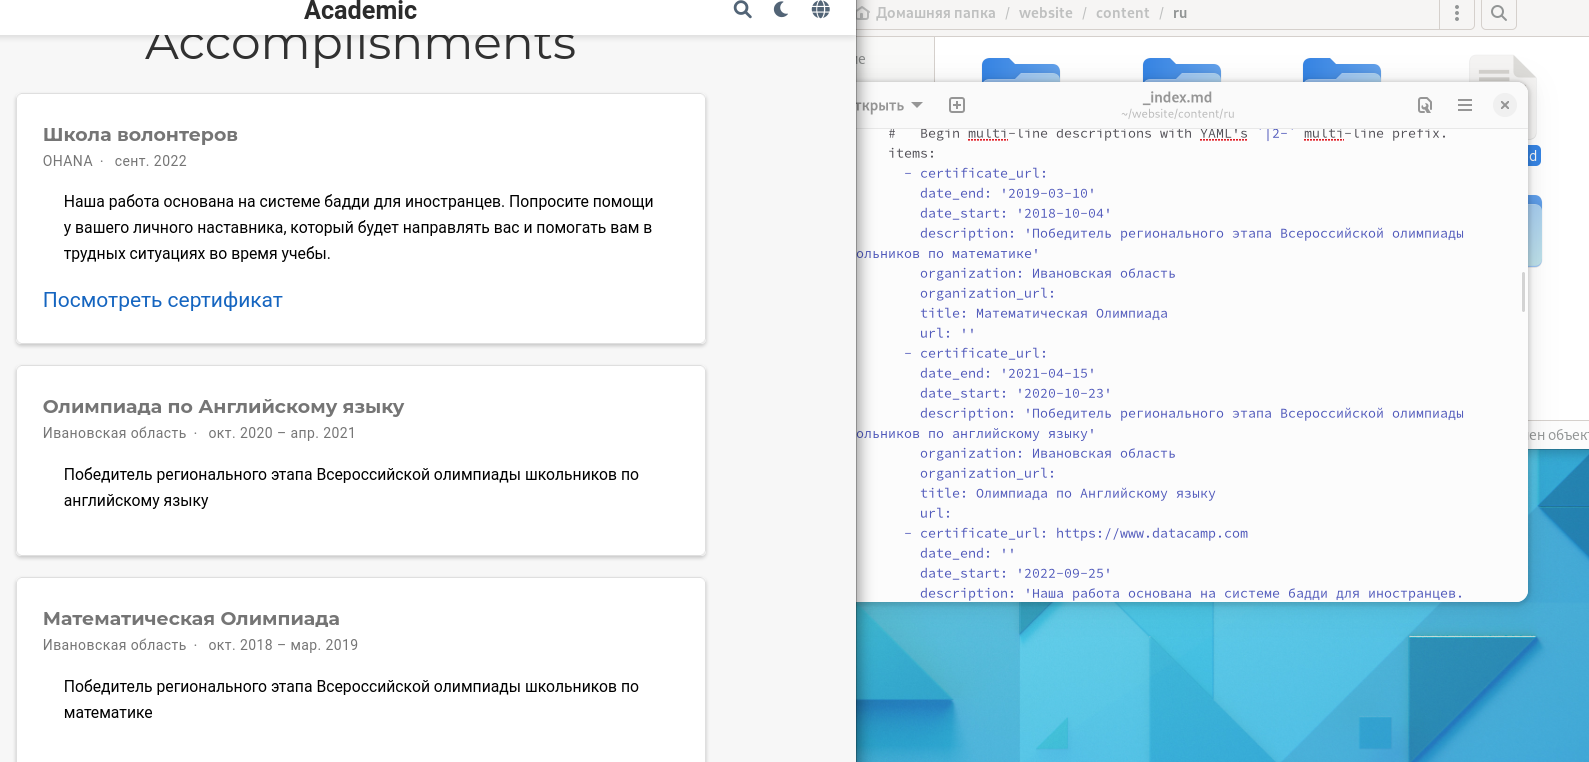 Academic
Accomplishments
Школа волонтеров
OHANA · сент. 2022
Наша работа основана на системе бадди для иностранцев. Попросите помощи
у вашего личного наставника, который будет направлять вас и помогать вам в
трудных ситуациях во время учебы.
Посмотреть сертификат
Олимпиада по Английскому языку
Ивановская область · окт. 2020 – апр. 2021
Победитель регионального этапа Всероссийской олимпиады школьников по
английскому языку
Математическая Олимпиада
Ивановская область · окт. 2018 – мар. 2019
Победитель регионального этапа Всероссийской олимпиады школьников по
математике
Домашняя папка / website / content / ru
ткрыть
_index.md
~/website/content/ru
#   Begin multi-line descriptions with YAML's `|2-` multi-line prefix.
items:
- certificate_url:
date_end: '2019-03-10'
date_start: '2018-10-04'
description: 'Победитель регионального этапа Всероссийской олимпиады
ольников по математике'
organization: Ивановская область
organization_url:
title: Математическая Олимпиада
url: ''
- certificate_url:
date_end: '2021-04-15'
date_start: '2020-10-23'
description: 'Победитель регионального этапа Всероссийской олимпиады
ольников по английскому языку'
organization: Ивановская область
organization_url:
title: Олимпиада по Английскому языку
url:
- certificate_url: https://www.datacamp.com
date_end: ''
date_start: '2022-09-25'
description: 'Наша работа основана на системе бадди для иностранцев.
d
ен объек